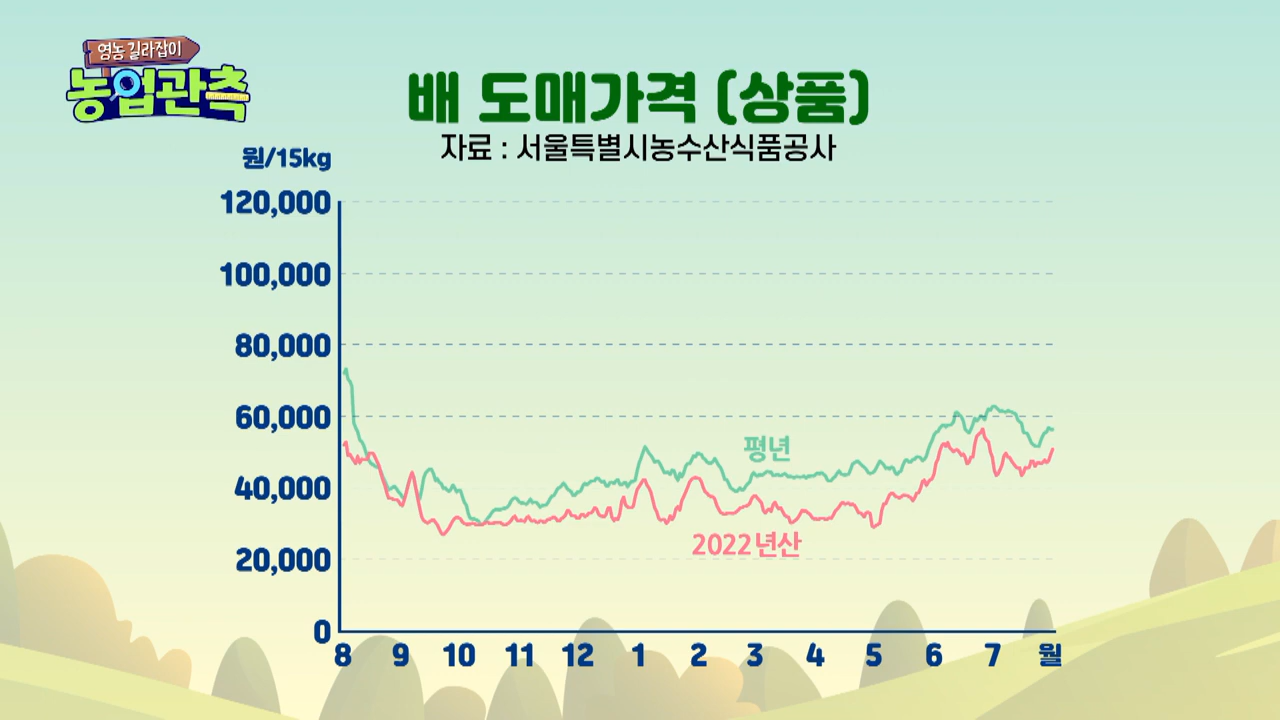 영농 길라잡이
농업관측
배 도매가격 (상품)
자료 : 서울특별시농수산식품공사
원/15kg
120,000
100,000
80,000
60,000
40,000
20,000
0
평년
2022년산
8 9 10 11 12 1 2 3 4 5 6 7 월